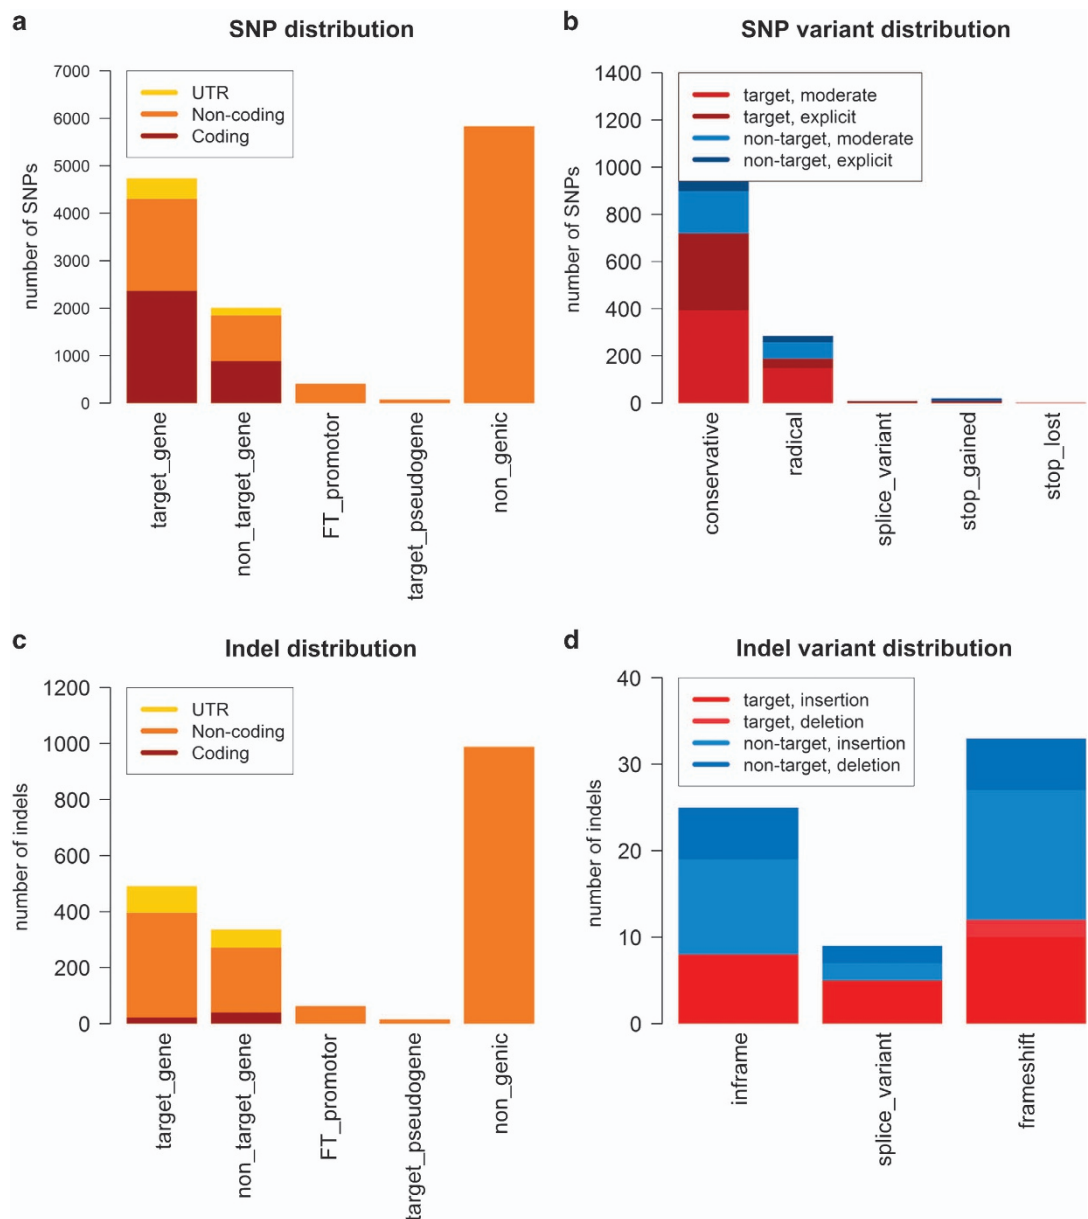 a
SNP distribution
number of SNPs
7000
6000
5000
4000
3000
2000
1000
0
UTR
Non-coding
Coding
target_gene
non_target_gene
FT_promotor
target_pseudogene
non_genic
b
SNP variant distribution
number of SNPs
1400
1200
1000
800
600
400
200
0
target, moderate
target, explicit
non-target, moderate
non-target, explicit
conservative
radical
splice_variant
stop_gained
stop_lost
c
Indel distribution
number of indels
1200
1000
800
600
400
200
0
UTR
Non-coding
Coding
target_gene
non_target_gene
FT_promotor
target_pseudogene
non_genic
d
Indel variant distribution
number of indels
40
30
20
10
0
target, insertion
target, deletion
non-target, insertion
non-target, deletion
inframe
splice_variant
frameshift